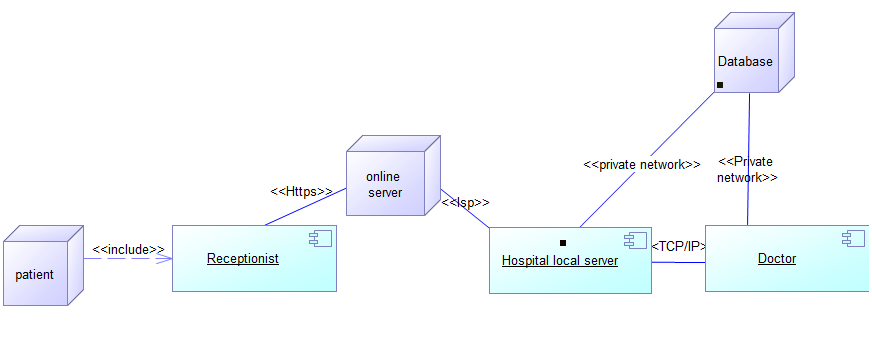 Database
<<private network>>
<<Private
network>>
online
server
<<Https>>
<<Isp>>
<<include>>
patient
Receptionist
Hospital local server
<TCP/IP>
Doctor